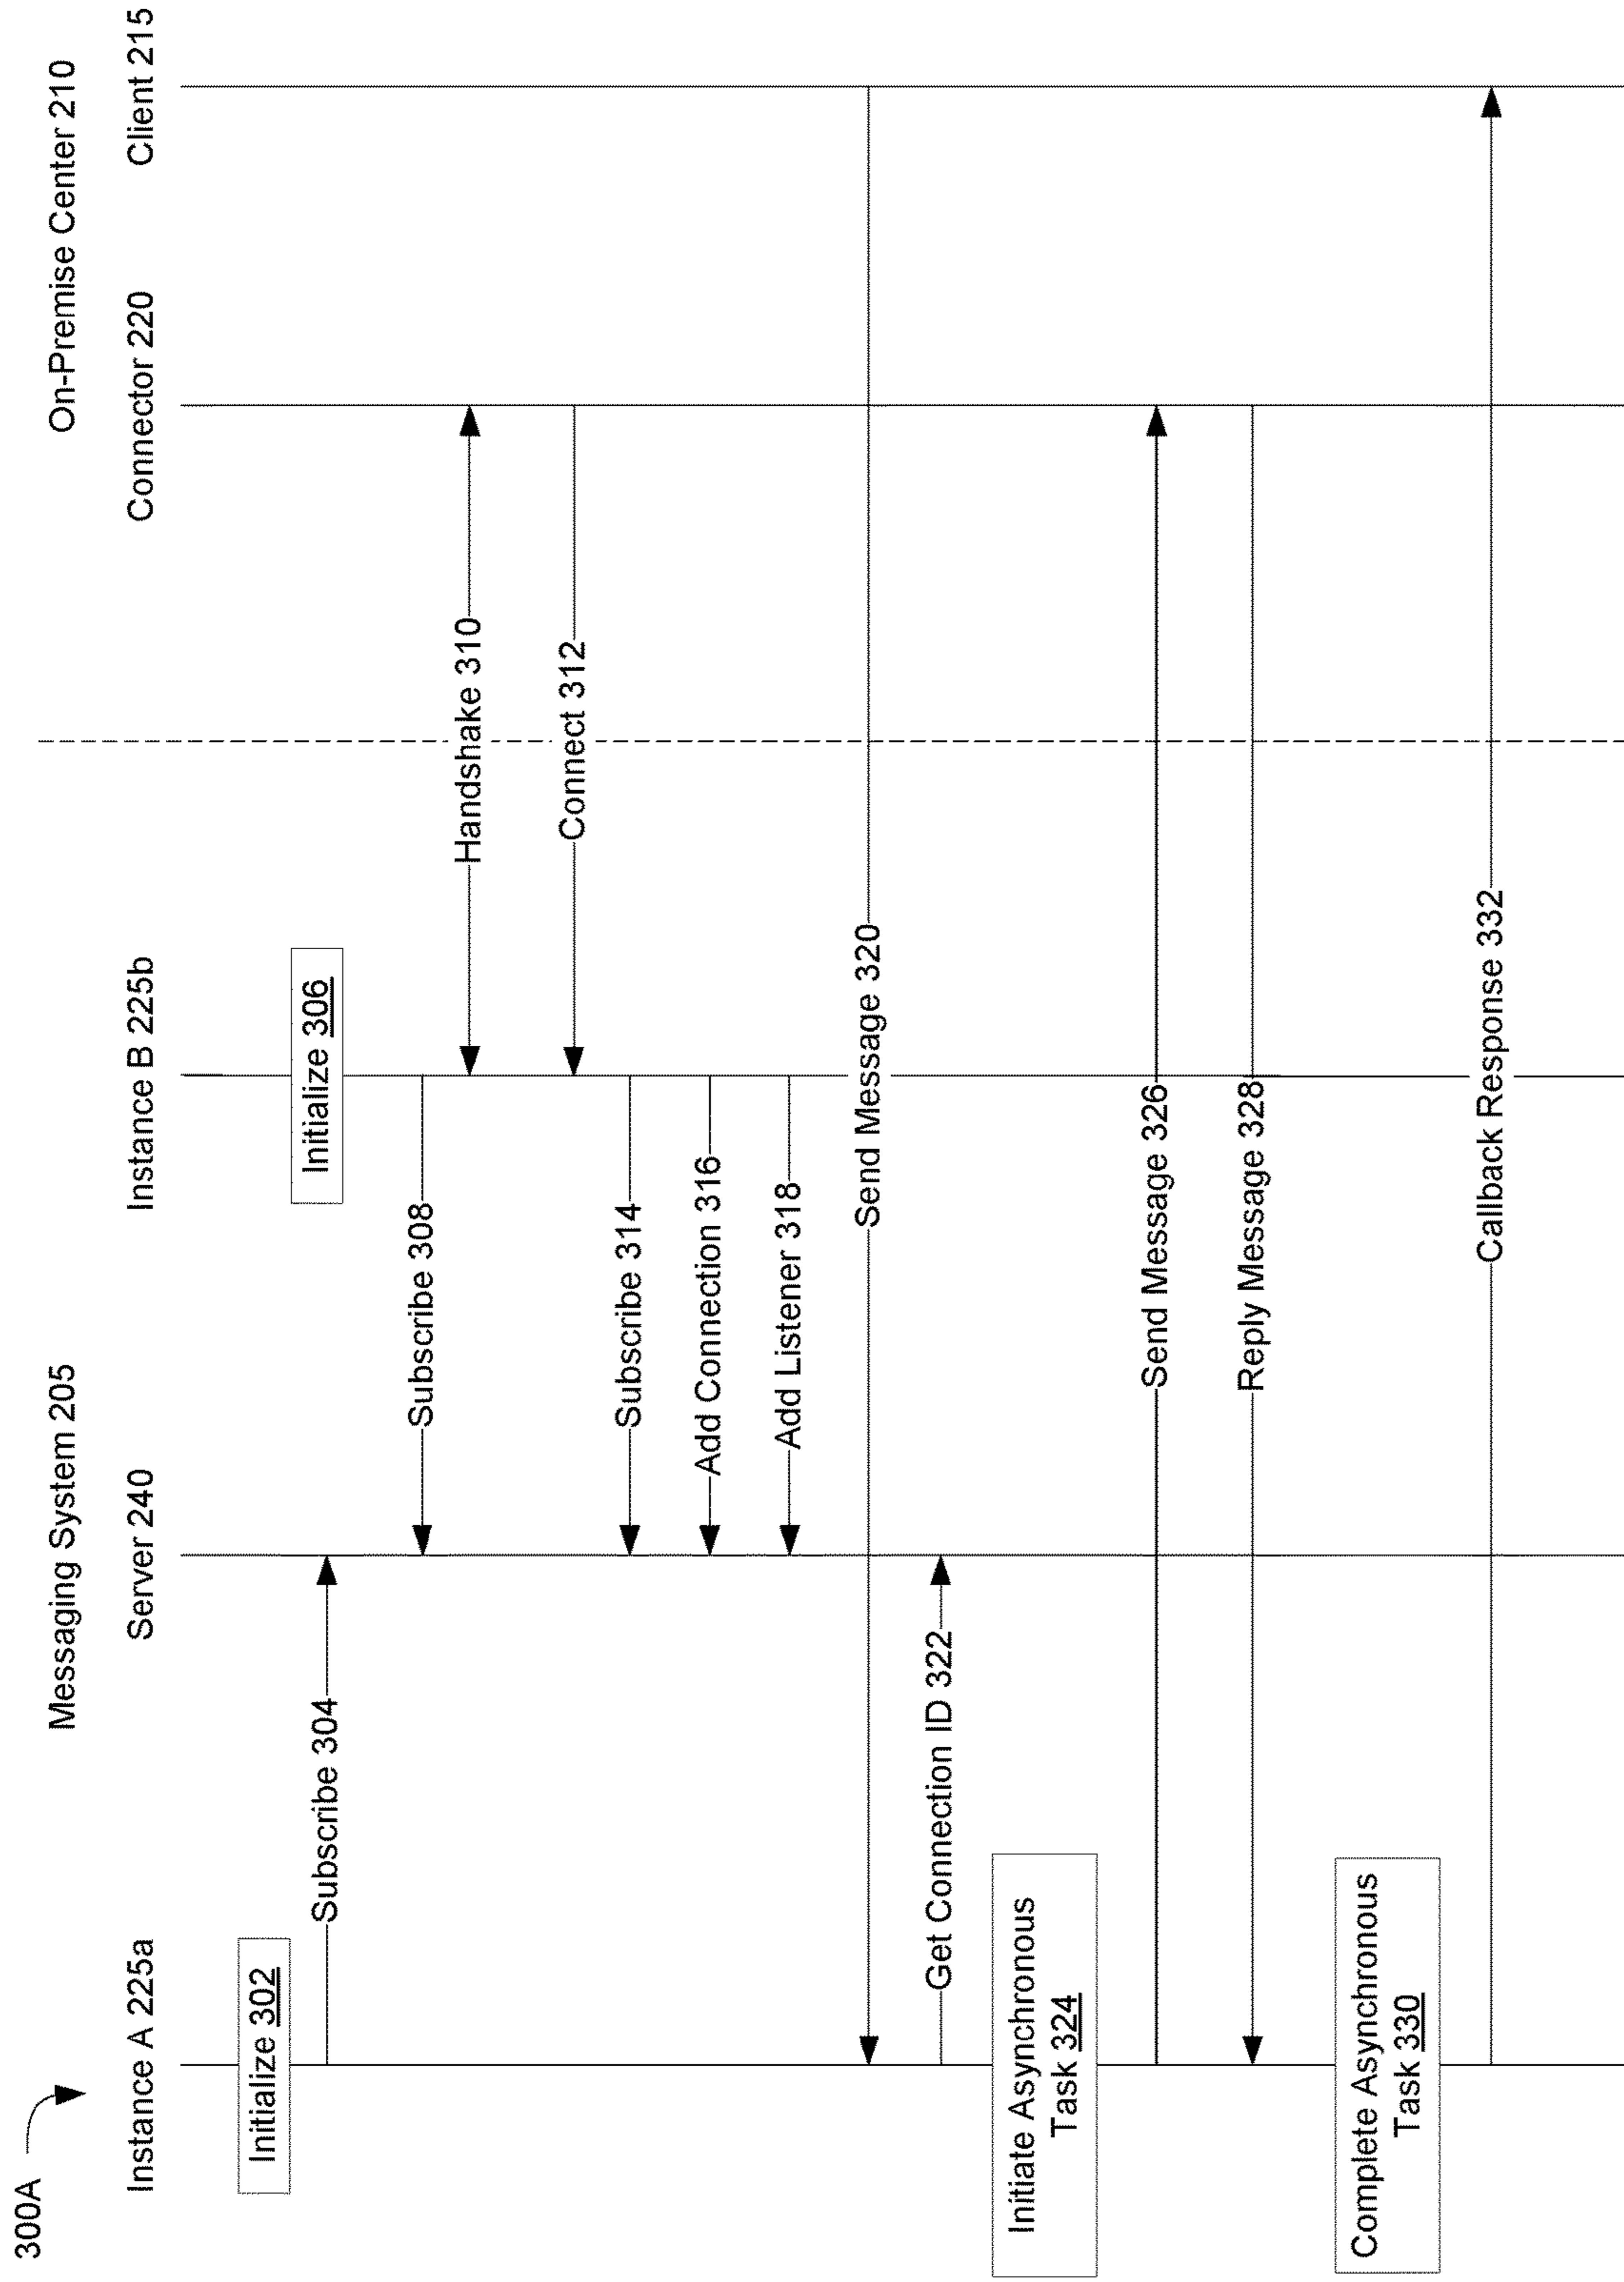 300A
Messaging System 205
On-Premise Center 210
Instance A 225a
Server 240
Instance B 225b
Connector 220
Client 215
Initialize 302
Subscribe 304
Initialize 306
Subscribe 308
Handshake 310
Connect 312
Subscribe 314
Add Connection 316
Add Listener 318
Send Message 320
Get Connection ID 322
Initiate Asynchronous
Task 324
Send Message 326
Reply Message 328
Complete Asynchronous
Task 330
Callback Response 332